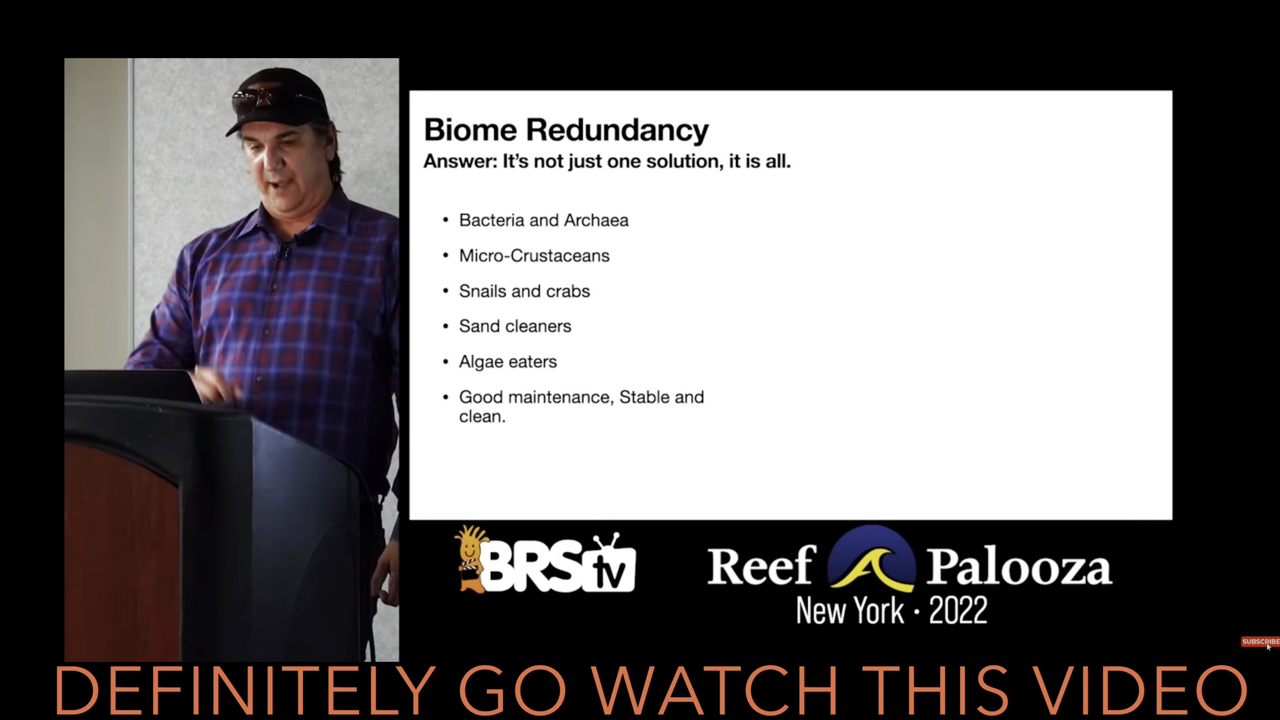 Biome Redundancy
Answer: It's not just one solution, it is all.
• Bacteria and Archaea
• Micro-Crustaceans
• Snails and crabs
• Sand cleaners
• Algae eaters
• Good maintenance, Stable and
clean.
BRStv
Reef Palooza
New York · 2022
SUBSCRIBE
DEFINITELY GO WATCH THIS VIDEO